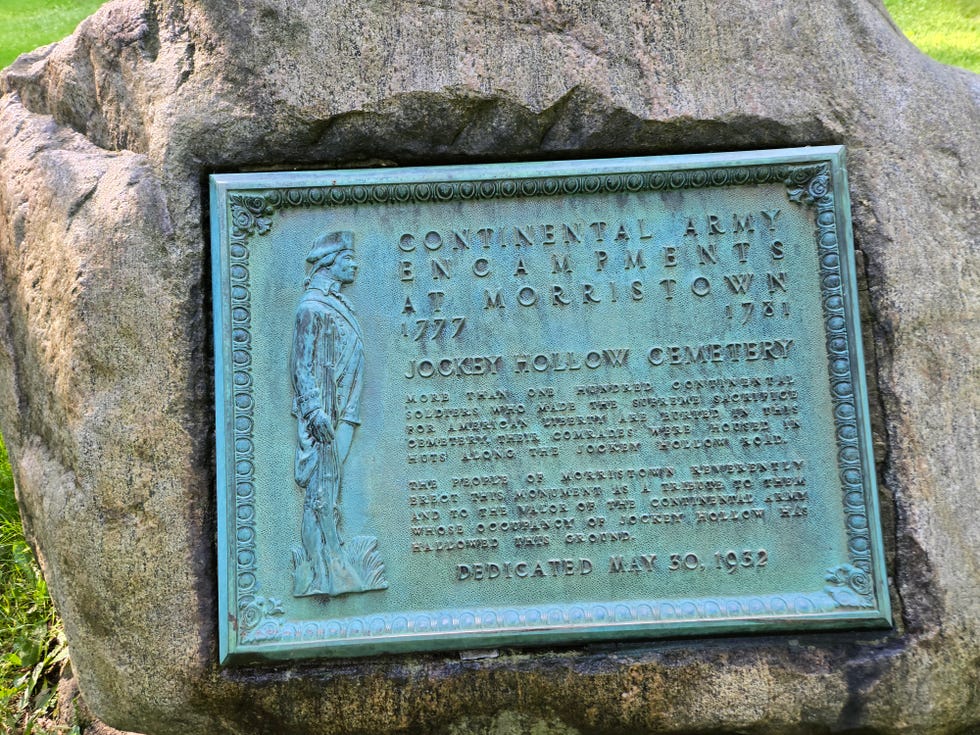 CONTINENTAL ARMY
ENCAMPMENTS
AT MORRISTOWN
1777 1781
JOCKEY HOLLOW CEMETERY
MORE THAN ONE HUNDRED CONTINENTAL
SOLDIERS WHO MADE THE SUPREME SACRIFICE
FOR AMERICAN LIBERTY ARE BURIED IN THIS
CEMETERY. THEIR COMRADES WERE HOUSED IN
HUTS ALONG THE JOCKEY HOLLOW ROAD.
THE PEOPLE OF MORRISTOWN REVERENTLY
ERECT THIS MONUMENT AS A TRIBUTE TO THEM
AND TO THE VALOR OF THE CONTINENTAL ARMY
WHOSE OCCUPANCY OF JOCKEY HOLLOW HAS
HALLOWED THIS GROUND.
DEDICATED MAY 30, 1932